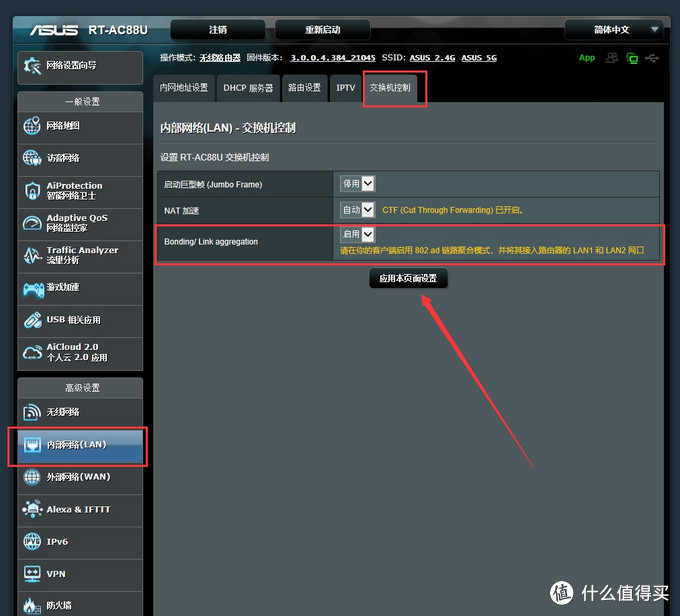 ASUS RT-AC88U 注销 重新启动 简体中文
操作模式: 无线路由器 固件版本: 3.0.0.4.384_21045 SSID: ASUS_2.4G ASUS_5G App
网络设置向导
一般设置
网络地图
访客网络
AiProtection
智能网络卫士
Adaptive QoS
网络监控家
Traffic Analyzer
流量分析
游戏加速
USB 相关应用
AiCloud 2.0
个人云 2.0 应用
高级设置
无线网络
内部网络(LAN)
外部网络(WAN)
Alexa & IFTTT
IPv6
VPN
防火墙
内网地址设置 DHCP 服务器 路由设置 IPTV 交换机控制
内部网络(LAN) - 交换机控制
设置 RT-AC88U 交换机控制
启动巨型帧 (Jumbo Frame) 停用
NAT 加速 自动 CTF (Cut Through Forwarding) 已开启。
Bonding/ Link aggregation 启用
请在你的客户端启用 802.ad 链路聚合模式，并将其接入路由器的 LAN1 和 LAN2 网口
应用本页面设置
值 什么值得买